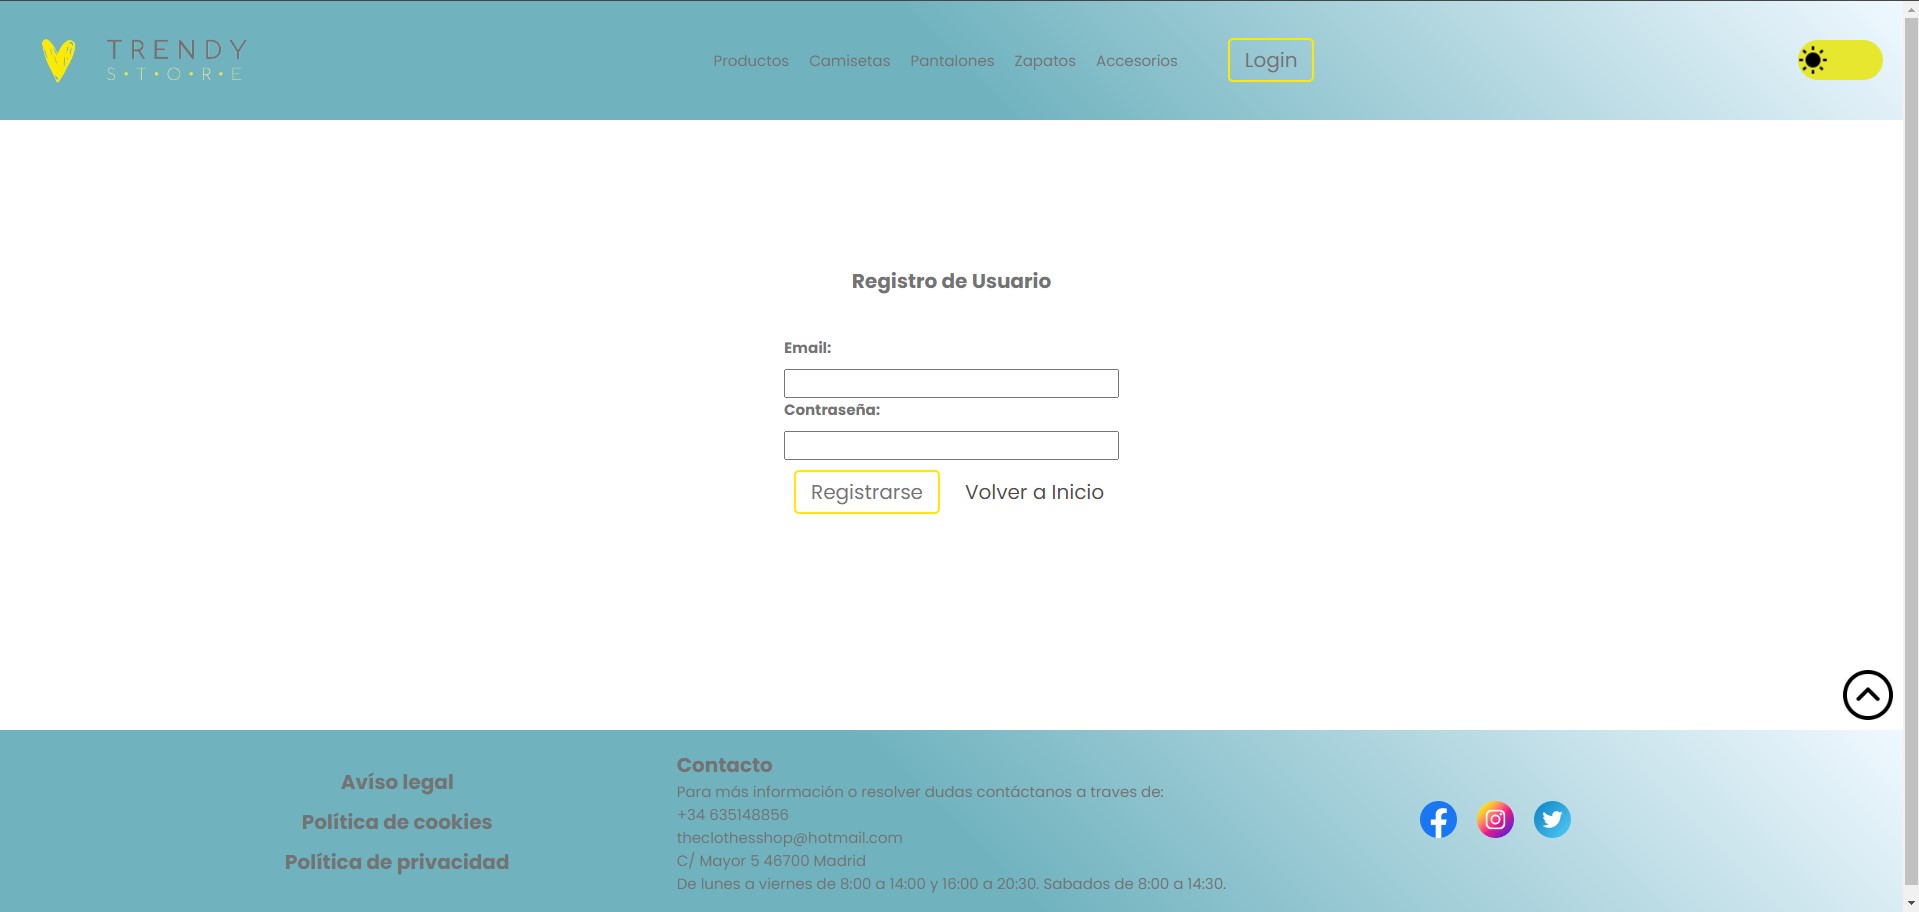 TRENDY
S·T·O·R·E
Productos Camisetas Pantalones Zapatos Accesorios Login
Registro de Usuario
Email:
Contraseña:
Registrarse Volver a Inicio
Avíso legal
Política de cookies
Política de privacidad
Contacto
Para más información o resolver dudas contáctanos a traves de:
+34 635148856
theclothesshop@hotmail.com
C/ Mayor 5 46700 Madrid
De lunes a viernes de 8:00 a 14:00 y 16:00 a 20:30. Sabados de 8:00 a 14:30.